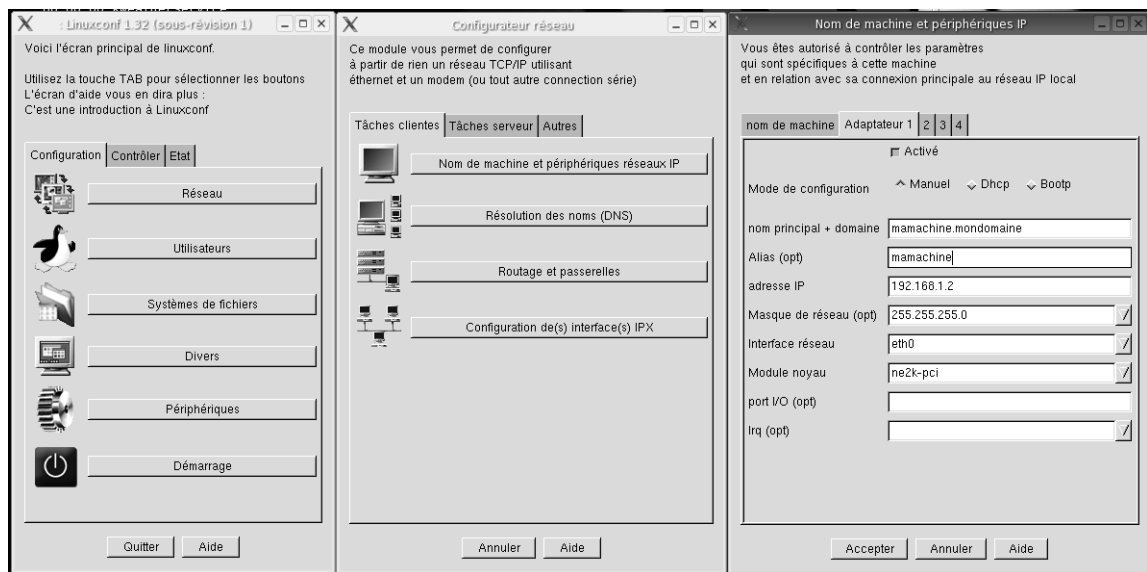 : Linuxconf 1.32 (sous-révision 1)
Voici l'écran principal de linuxconf.
Utilisez la touche TAB pour sélectionner les boutons
L'écran d'aide vous en dira plus :
C'est une introduction à Linuxconf
Configuration Contrôler Etat
Réseau
Utilisateurs
Systèmes de fichiers
Divers
Périphériques
Démarrage
Quitter Aide
Configurateur réseau
Ce module vous permet de configurer
à partir de rien un réseau TCP/IP utilisant
éthernet et un modem (ou tout autre connection série)
Tâches clientes Tâches serveur Autres
Nom de machine et périphériques réseaux IP
Résolution des noms (DNS)
Routage et passerelles
Configuration de(s) interface(s) IPX
Annuler Aide
Nom de machine et périphériques IP
Vous êtes autorisé à contrôler les paramètres
qui sont spécifiques à cette machine
et en relation avec sa connexion principale au réseau IP local
nom de machine Adaptateur 1 2 3 4
Activé
Mode de configuration Manuel Dhcp Bootp
nom principal + domaine mamachine.mondomaine
Alias (opt) mamachine
adresse IP 192.168.1.2
Masque de réseau (opt) 255.255.255.0
Interface réseau eth0
Module noyau ne2k-pci
port I/O (opt)
Irq (opt)
Accepter Annuler Aide